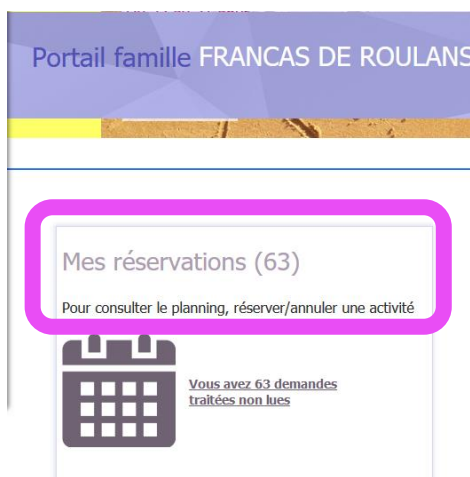 Portail famille FRANCAS DE ROULANS
Mes réservations (63)
Pour consulter le planning, réserver/annuler une activité
Vous avez 63 demandes
traitées non lues